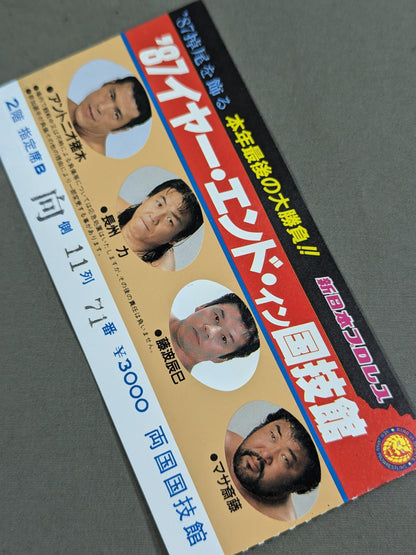 '87掉尾を飾る
本年最後の大勝負!!
'87イヤー・エンド・イン国技館
新日本プロレス
●アントニオ猪木
●長州 力
●藤波辰巳
●マサ斎藤
2階 指定席B 向 側 11 列 71 番 ¥3000 両国国技館